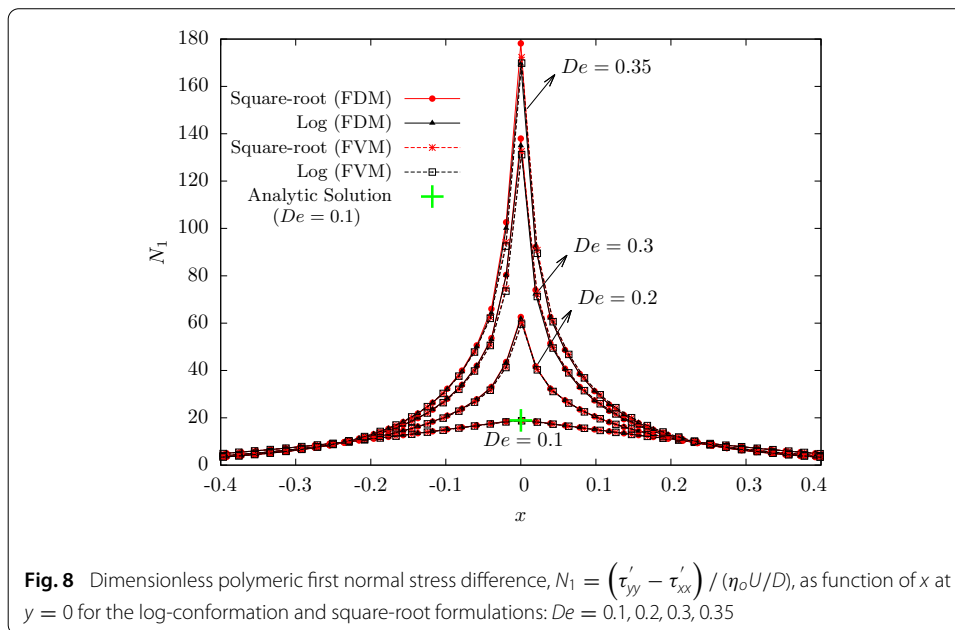 180
160
140
120
100
80
60
40
20
0
N₁
Square-root (FDM)
Log (FDM)
Square-root (FVM)
Log (FVM)
Analytic Solution
(De = 0.1)
De = 0.35
De = 0.3
De = 0.2
De = 0.1
-0.4 -0.3 -0.2 -0.1 0 0.1 0.2 0.3 0.4
x
Fig. 8 Dimensionless polymeric first normal stress difference, N₁ = (τ′yy − τ′xx) / (ηₒU/D), as function of x at
y = 0 for the log-conformation and square-root formulations: De = 0.1, 0.2, 0.3, 0.35